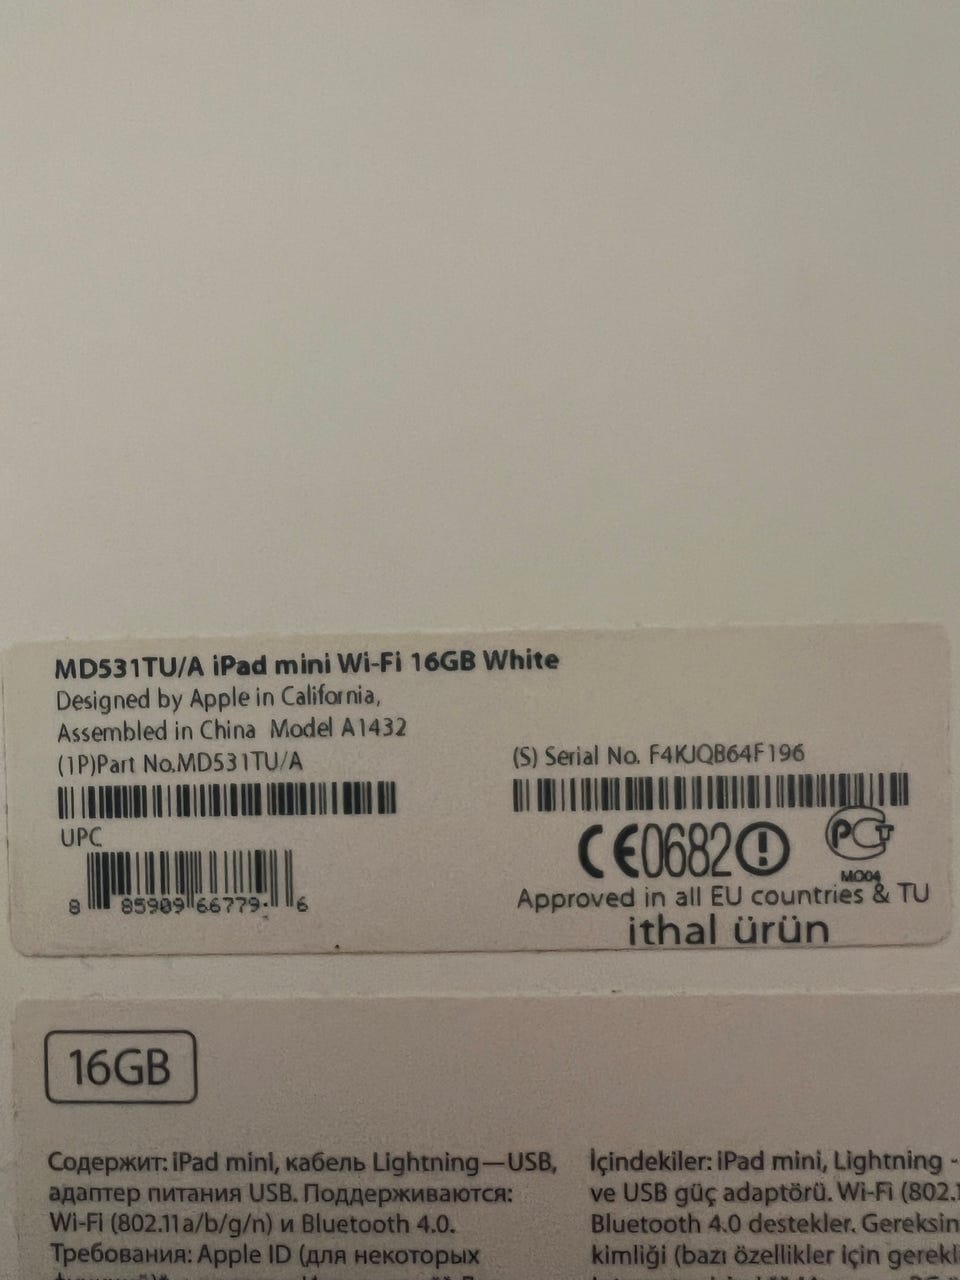 MD531TU/A iPad mini Wi-Fi 16GB White
Designed by Apple in California,
Assembled in China Model A1432
(1P)Part No.MD531TU/A
UPC
8 85909 66779 6
(S) Serial No. F4KJQB64F196
CE0682
PCT
MO04
Approved in all EU countries & TU
ithal ürün
16GB
Содержит: iPad mini, кабель Lightning—USB,
адаптер питания USB. Поддерживаются:
Wi-Fi (802.11a/b/g/n) и Bluetooth 4.0.
Требования: Apple ID (для некоторых
İçindekiler: iPad mini, Lightning -
ve USB güç adaptörü. Wi-Fi (802.1
Bluetooth 4.0 destekler. Gereksin
kimliği (bazı özellikler için gerekl